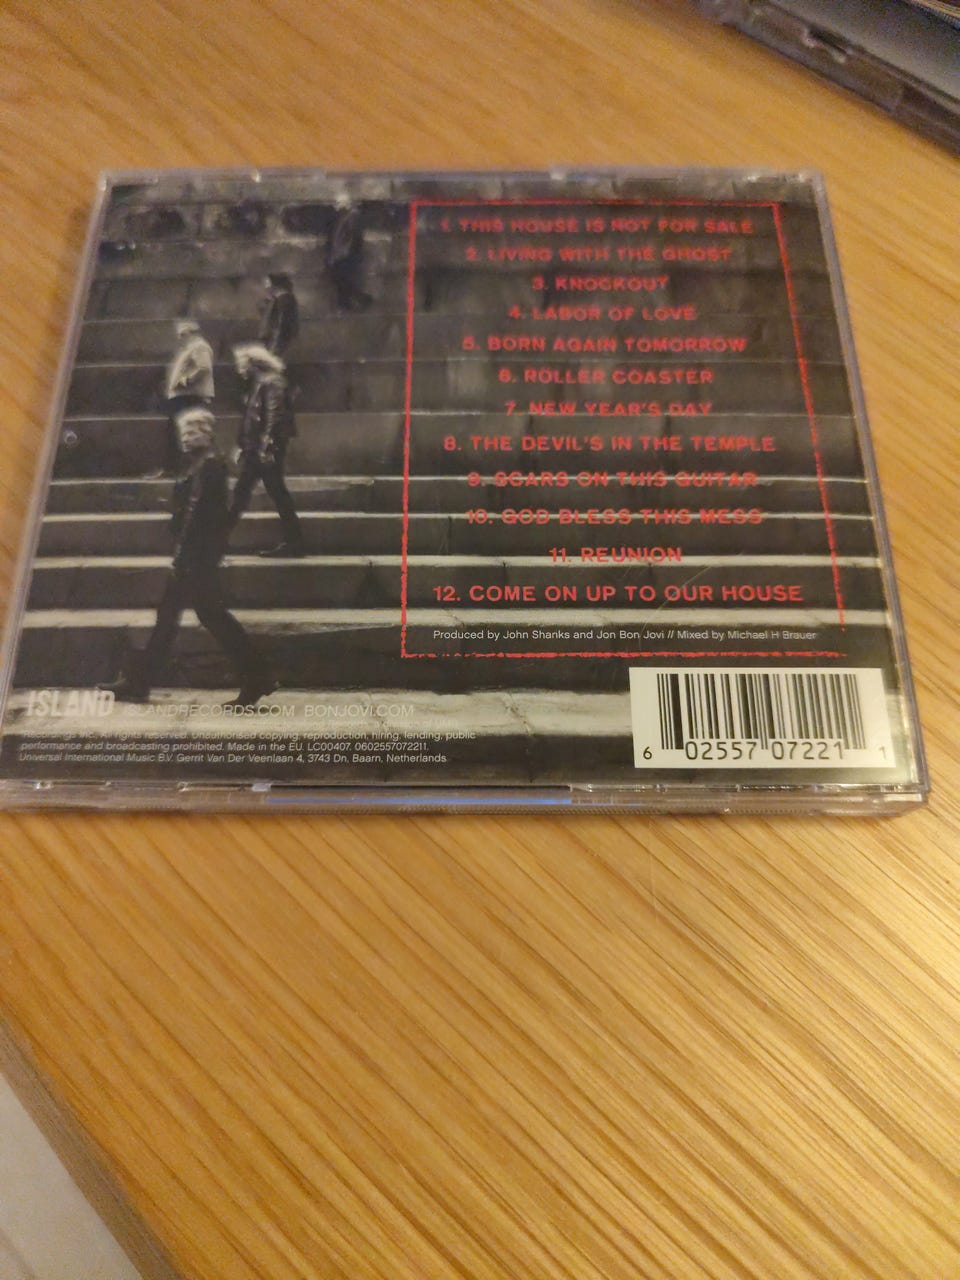 1. THIS HOUSE IS NOT FOR SALE
2. LIVING WITH THE GHOST
3. KNOCKOUT
4. LABOR OF LOVE
5. BORN AGAIN TOMORROW
6. ROLLER COASTER
7. NEW YEAR'S DAY
8. THE DEVIL'S IN THE TEMPLE
9. SCARS ON THIS GUITAR
10. GOD BLESS THIS MESS
11. REUNION
12. COME ON UP TO OUR HOUSE
Produced by John Shanks and Jon Bon Jovi // Mixed by Michael H Brauer
ISLAND ISLANDRECORDS.COM BONJOVI.COM
Recordings Inc. All rights reserved. Unauthorised copying, reproduction, hiring, lending, public
performance and broadcasting prohibited. Made in the EU. LC00407. 0602557072211.
Universal International Music B.V. Gerrit Van Der Veenlaan 4, 3743 Dn, Baarn, Netherlands
6 02557 07221 1